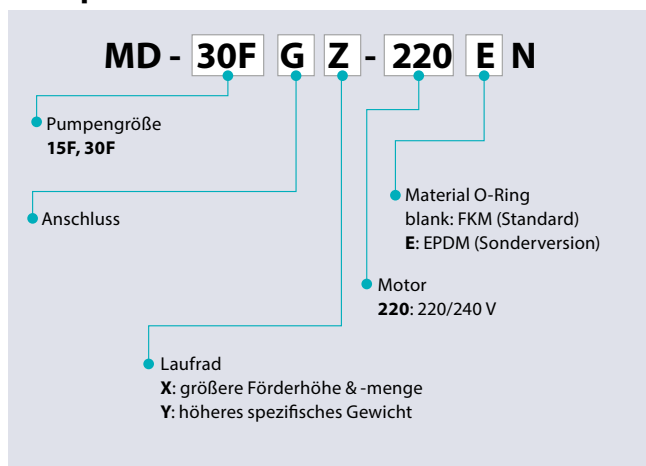 MD - 30F G Z - 220 E N
Pumpengröße
15F, 30F
Anschluss
Material O-Ring
blank: FKM (Standard)
E: EPDM (Sonderversion)
Motor
220: 220/240 V
Laufrad
X: größere Förderhöhe & -menge
Y: höheres spezifisches Gewicht